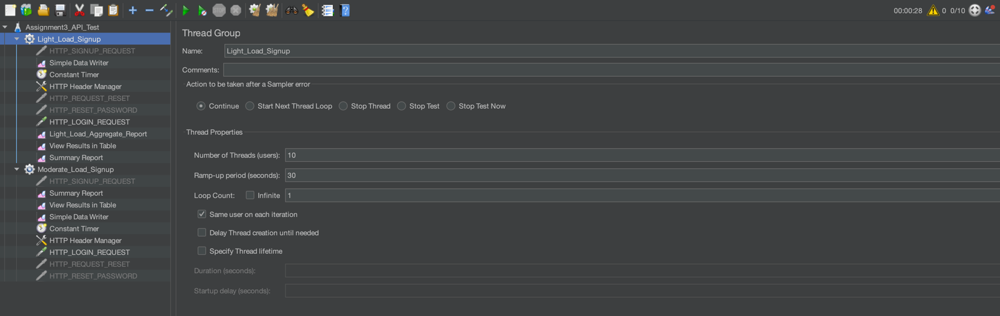 00:00:28 0 0/10
Assignment3_API_Test
Light_Load_Signup
HTTP_SIGNUP_REQUEST
Simple Data Writer
Constant Timer
HTTP Header Manager
HTTP_REQUEST_RESET
HTTP_RESET_PASSWORD
HTTP_LOGIN_REQUEST
Light_Load_Aggregate_Report
View Results in Table
Summary Report
Moderate_Load_Signup
HTTP_SIGNUP_REQUEST
Summary Report
View Results in Table
Simple Data Writer
Constant Timer
HTTP Header Manager
HTTP_LOGIN_REQUEST
HTTP_REQUEST_RESET
HTTP_RESET_PASSWORD
Thread Group
Name: Light_Load_Signup
Comments:
Action to be taken after a Sampler error
Continue Start Next Thread Loop Stop Thread Stop Test Stop Test Now
Thread Properties
Number of Threads (users): 10
Ramp-up period (seconds): 30
Loop Count: Infinite 1
Same user on each iteration
Delay Thread creation until needed
Specify Thread lifetime
Duration (seconds):
Startup delay (seconds):